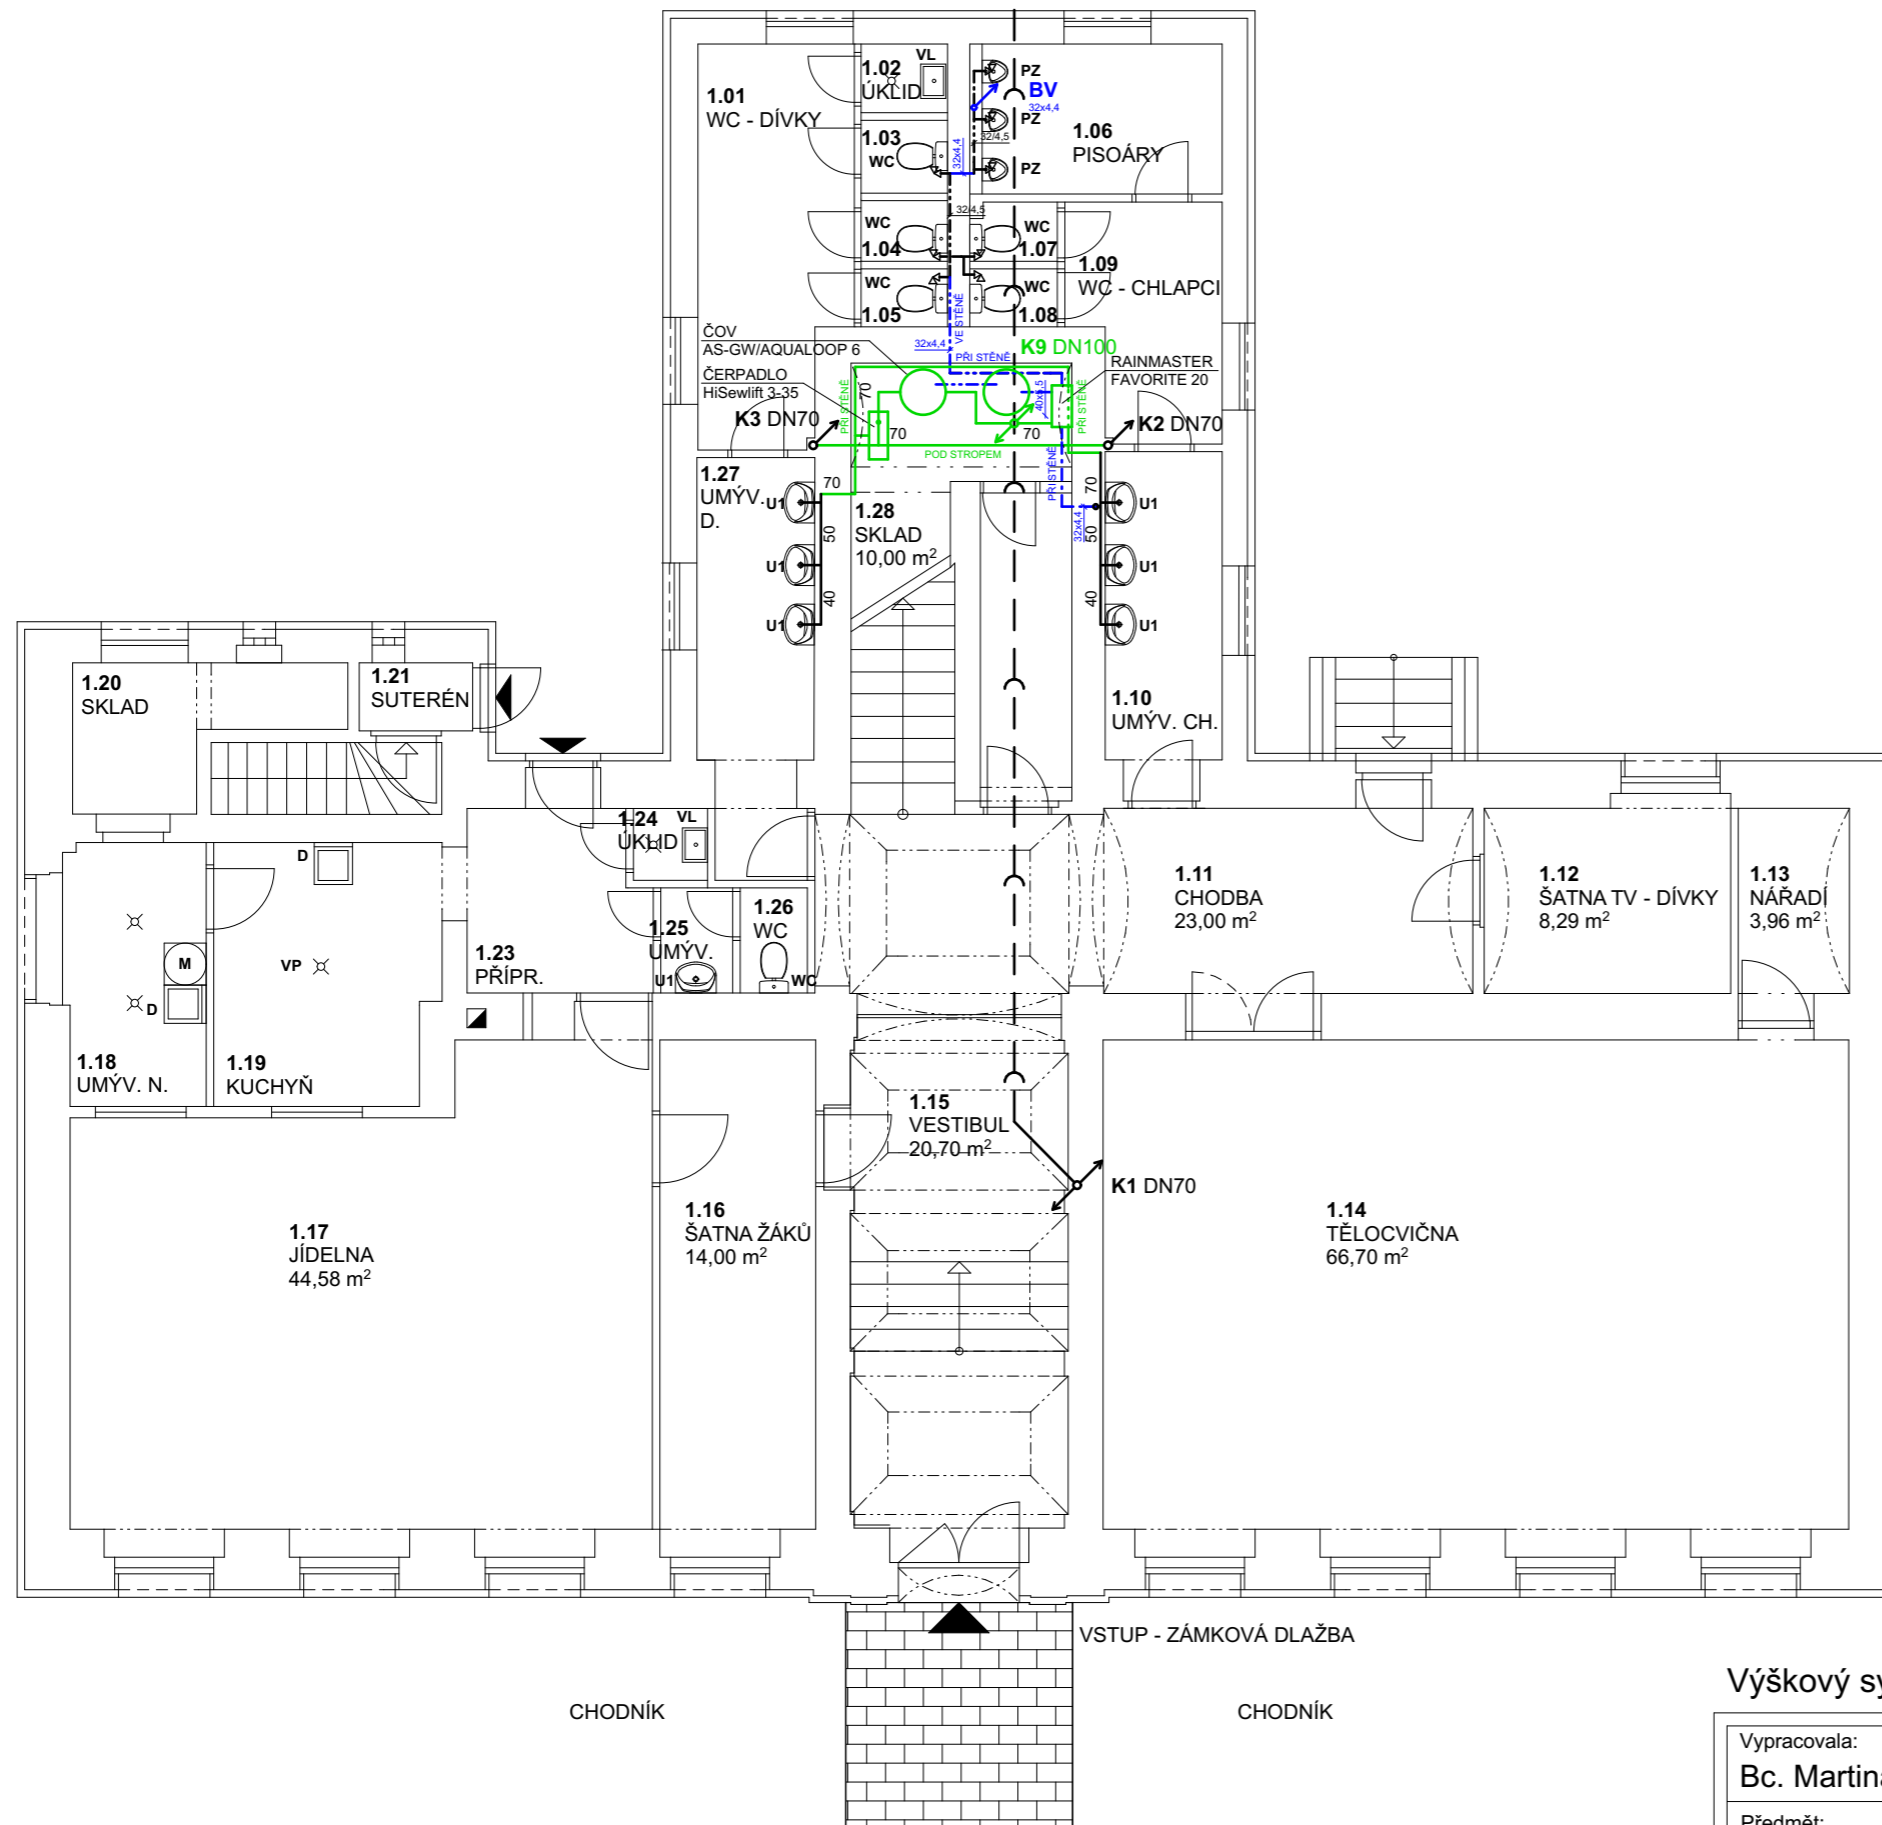 1.01
WC - DÍVKY
1.02
ÚKLID
VL
PZ
BV
32x4,4
PZ
32/4,5
1.06
PISOÁRY
1.03
WC
32x4,4
PZ
WC
32/4,5
WC
1.04
1.07
1.09
WC - CHLAPCI
WC
WC
1.05
1.08
VE STĚNĚ
ČOV
AS-GW/AQUALOOP 6
32x4,4
PŘI STĚNĚ
K9 DN100
RAINMASTER
FAVORITE 20
ČERPADLO
HiSewlift 3-35
PŘI STĚNĚ
70
40x5,5
PŘI STĚNĚ
K3 DN70
70
70
K2 DN70
POD STROPEM
PŘI STĚNĚ
1.27
UMÝV.
D.
70
U1
50
U1
40
U1
1.28
SKLAD
10,00 m²
32x4,4
70
U1
50
U1
40
U1
1.10
UMÝV. CH.
1.20
SKLAD
1.21
SUTERÉN
1.24
ÚKLID
VL
D
1.11
CHODBA
23,00 m²
1.12
ŠATNA TV - DÍVKY
8,29 m²
1.13
NÁŘADÍ
3,96 m²
1.26
WC
1.25
UMÝV.
U1
WC
1.23
PŘÍPR.
M
VP
D
1.18
UMÝV. N.
1.19
KUCHYŇ
1.15
VESTIBUL
20,70 m²
K1 DN70
1.17
JÍDELNA
44,58 m²
1.16
ŠATNA ŽÁKŮ
14,00 m²
1.14
TĚLOCVIČNA
66,70 m²
VSTUP - ZÁMKOVÁ DLAŽBA
CHODNÍK
CHODNÍK
Výškový sy
Vypracovala:
Bc. Martina
Předmět: